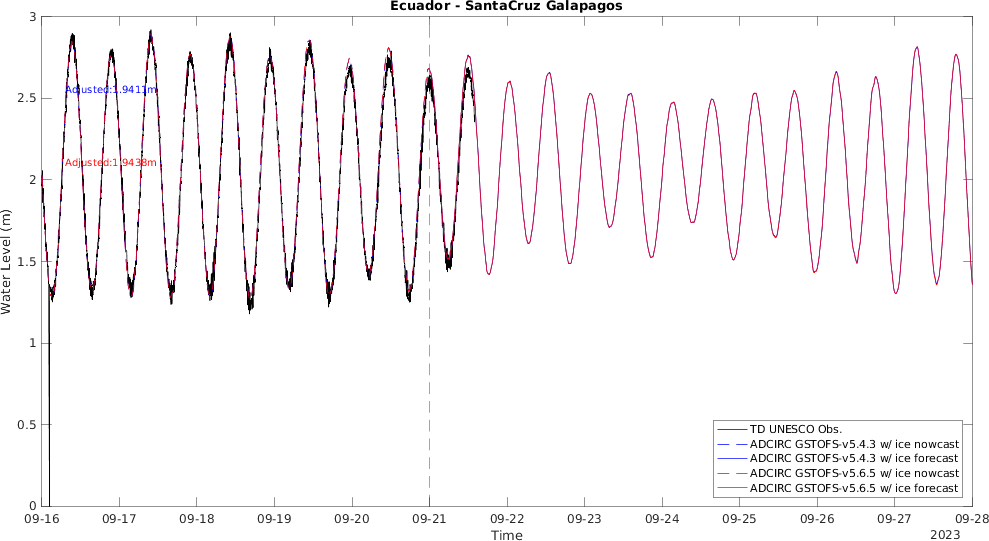 Ecuador - SantaCruz Galapagos
3
2.5
2
1.5
1
0.5
0
Water Level (m)
Adjusted:1.9411m
Adjusted:1.9438m
TD UNESCO Obs.
ADCIRC GSTOFS-v5.4.3 w/ ice nowcast
ADCIRC GSTOFS-v5.4.3 w/ ice forecast
ADCIRC GSTOFS-v5.6.5 w/ ice nowcast
ADCIRC GSTOFS-v5.6.5 w/ ice forecast
09-16 09-17 09-18 09-19 09-20 09-21 09-22 09-23 09-24 09-25 09-26 09-27 09-28
Time
2023